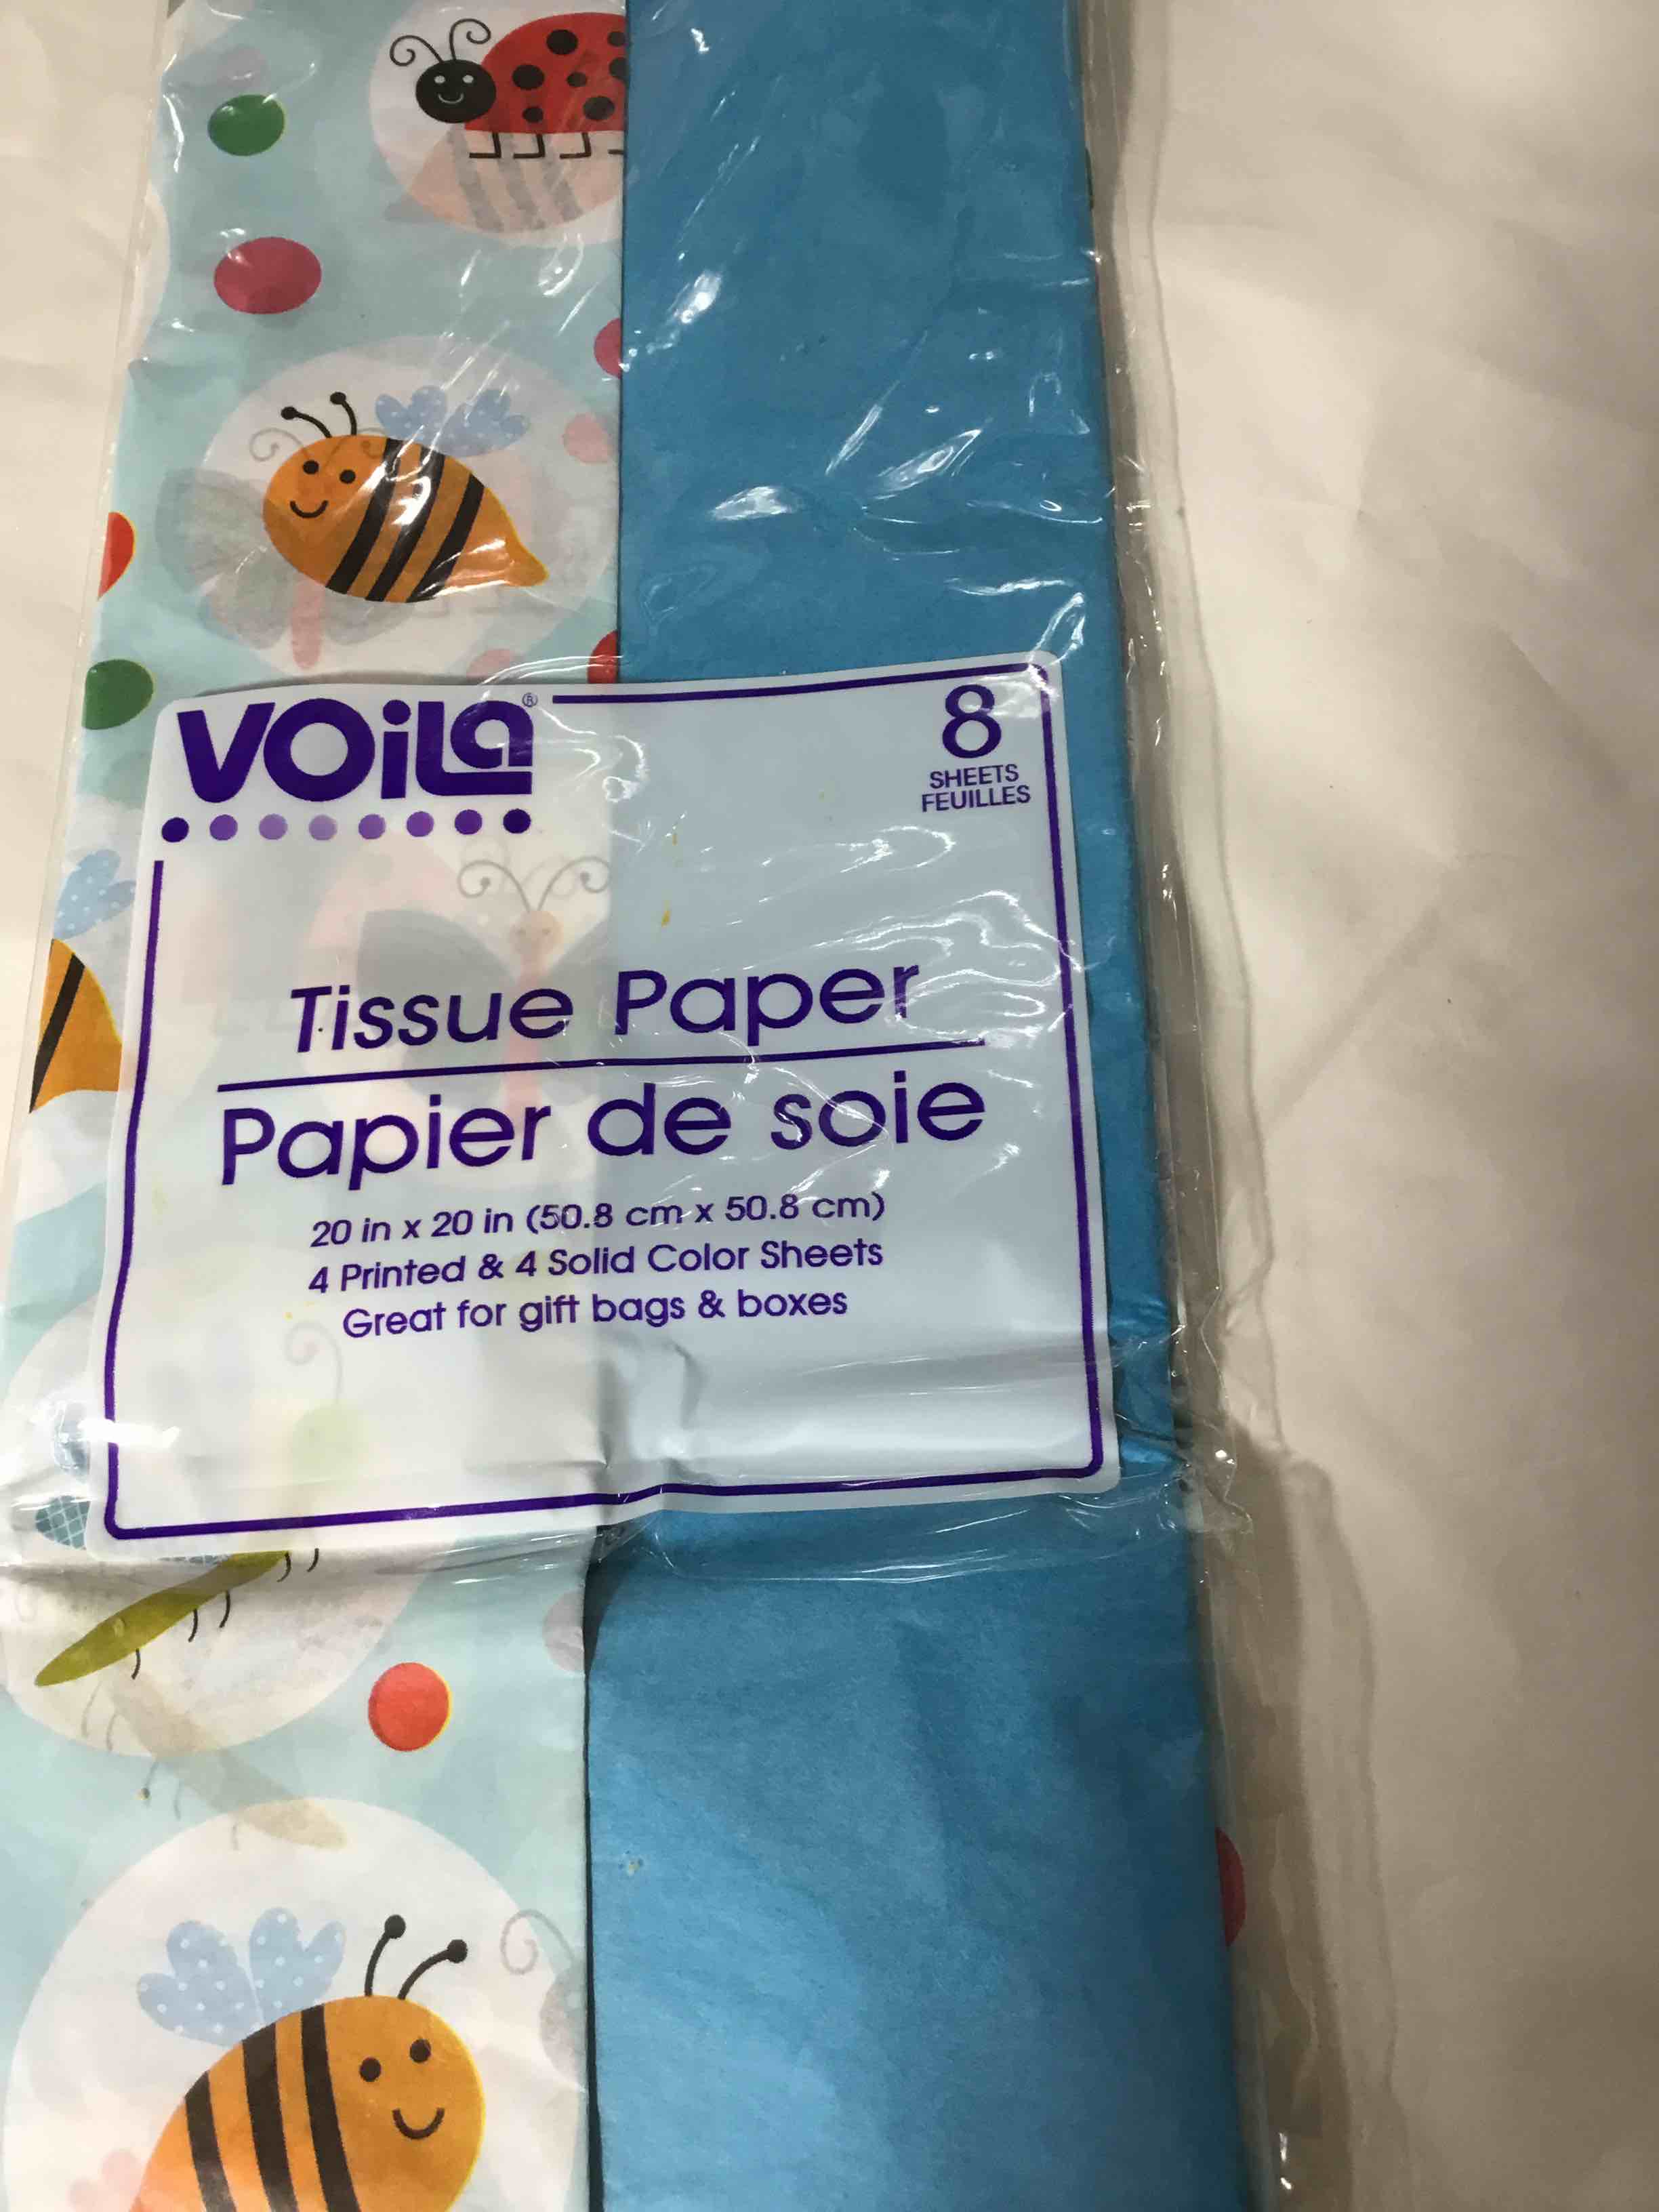 VOiLa®
8
SHEETS
FEUILLES
Tissue Paper
Papier de soie
20 in x 20 in (50.8 cm x 50.8 cm)
4 Printed & 4 Solid Color Sheets
Great for gift bags & boxes